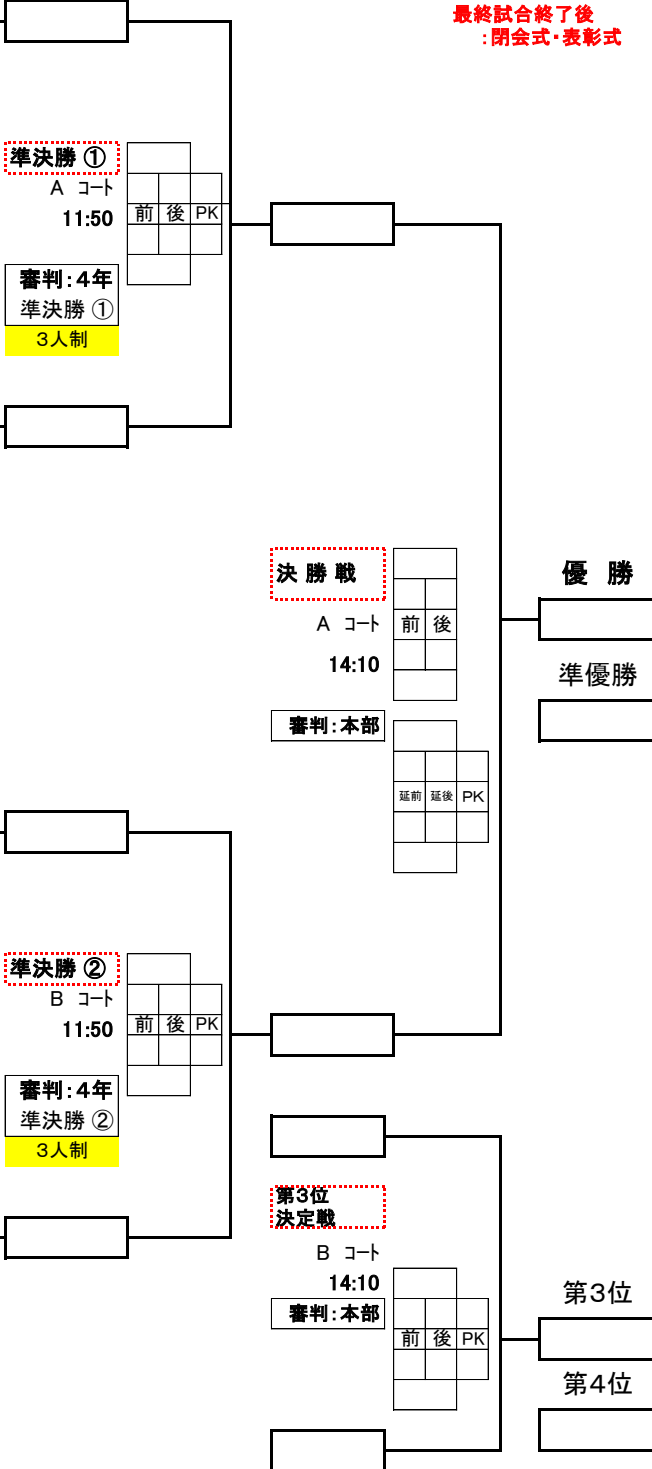 最終試合終了後
:閉会式・表彰式
準決勝 ①
A コート
11:50
前 後 PK
審判:4年
準決勝 ①
3人制
決 勝 戦
A コート
前 後
14:10
審判:本部
延前 延後 PK
優 勝
準優勝
準決勝 ②
B コート
11:50
前 後 PK
審判:4年
準決勝 ②
3人制
第3位
決定戦
B コート
14:10
審判:本部
前 後 PK
第3位
第4位